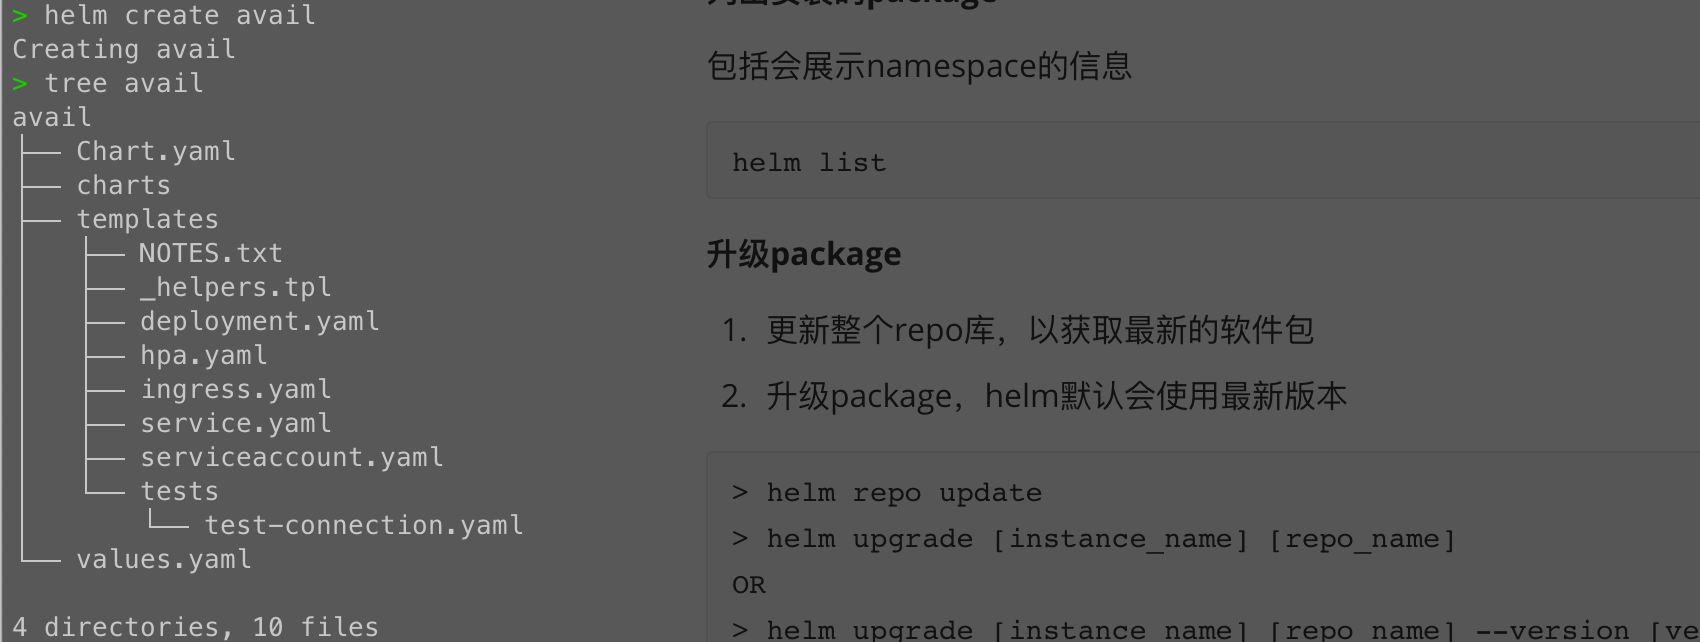 > helm create avail
Creating avail
> tree avail
avail
├── Chart.yaml
├── charts
├── templates
│   ├── NOTES.txt
│   ├── _helpers.tpl
│   ├── deployment.yaml
│   ├── hpa.yaml
│   ├── ingress.yaml
│   ├── service.yaml
│   ├── serviceaccount.yaml
│   └── tests
│       └── test-connection.yaml
└── values.yaml
4 directories, 10 files
package
包括会展示namespace的信息
helm list
升级package
1. 更新整个repo库，以获取最新的软件包
2. 升级package，helm默认会使用最新版本
> helm repo update
> helm upgrade [instance_name] [repo_name]
OR
> helm upgrade [instance_name] [repo_name] --version [ve